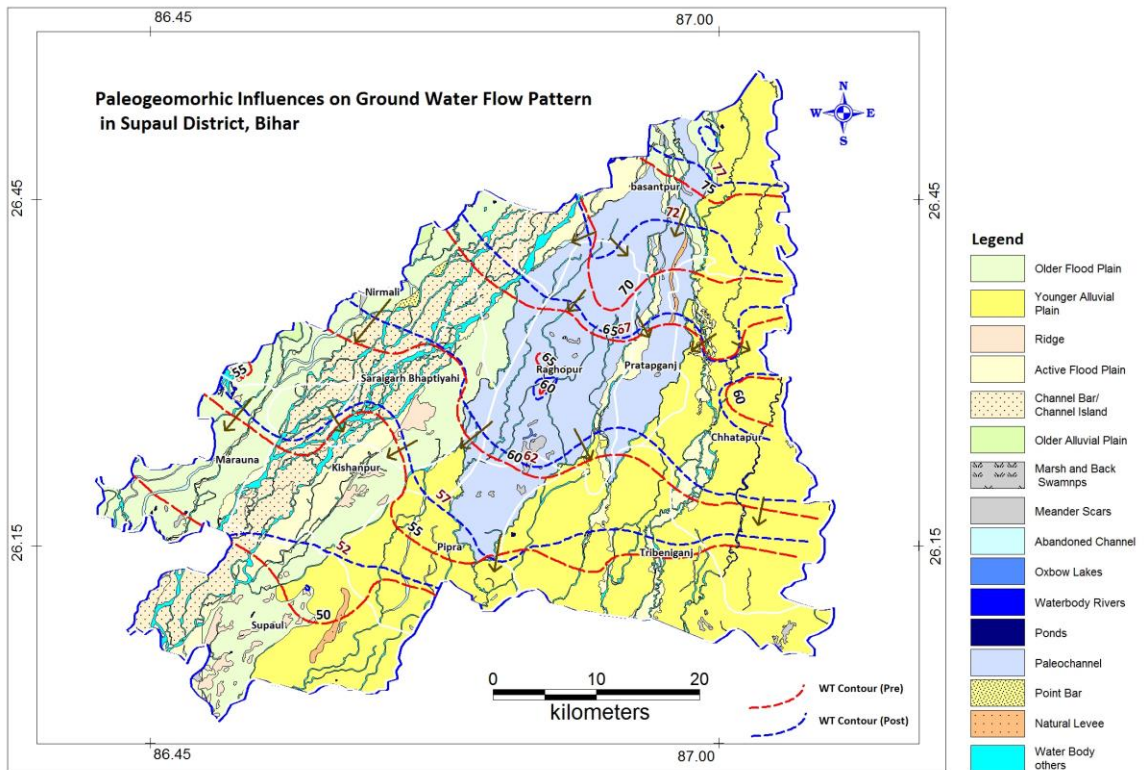 86.45
87.00
Paleogeomorhic Influences on Ground Water Flow Pattern
in Supaul District, Bihar
N
W E
S
26.45
26.45
77
75
basantpur
72
Nirmali
70
65
67
55
65
Raghopur
60
Pratapganj
Saraigarh Bhaptiyahi
60
Chhatapur
Marauna
Kishanpur
60
62
57
55
52
Pipra
Tribeniganj
26.15
26.15
50
Supaul
0 10 20
kilometers
WT Contour (Pre)
WT Contour (Post)
86.45
87.00
Legend
Older Flood Plain
Younger Alluvial
Plain
Ridge
Active Flood Plain
Channel Bar/
Channel Island
Older Alluvial Plain
Marsh and Back
Swamnps
Meander Scars
Abandoned Channel
Oxbow Lakes
Waterbody Rivers
Ponds
Paleochannel
Point Bar
Natural Levee
Water Body
others